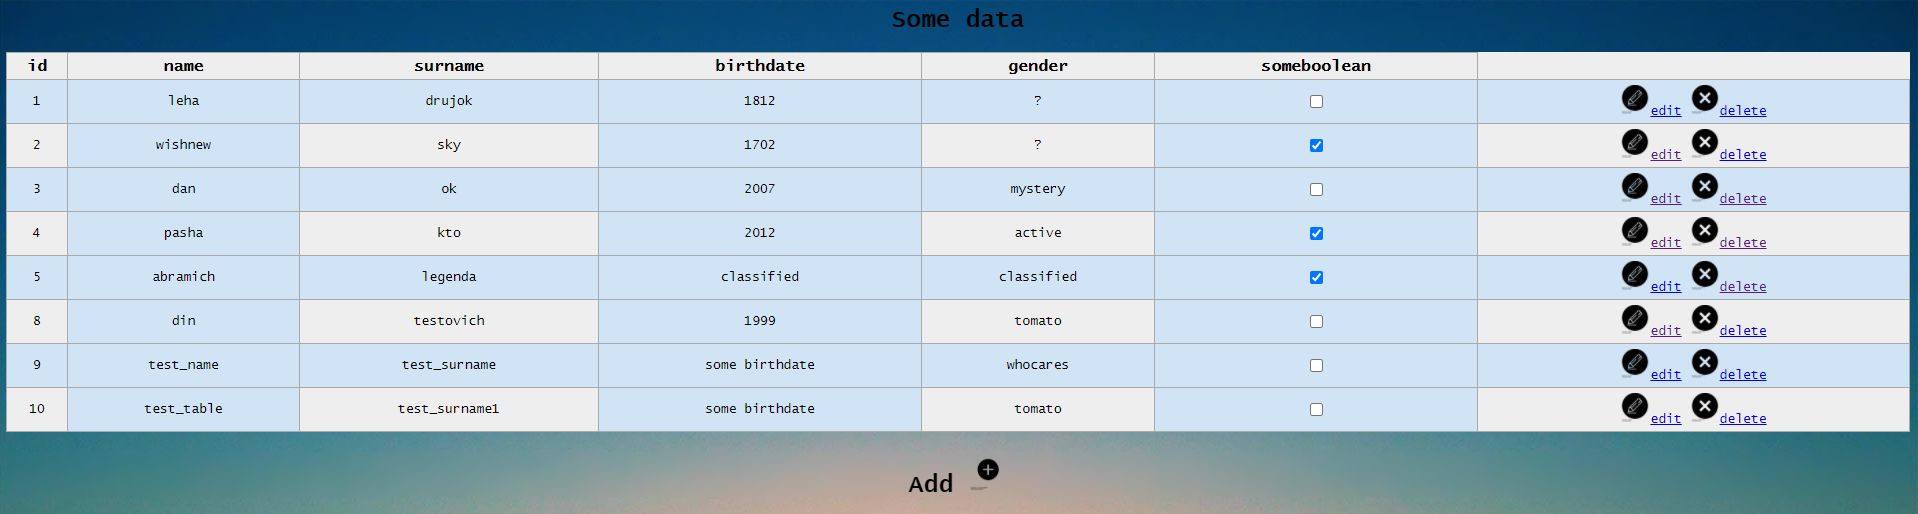 Some data
id name surname birthdate gender someboolean
1 leha drujok 1812 ? edit delete
2 wishnew sky 1702 ? edit delete
3 dan ok 2007 mystery edit delete
4 pasha kto 2012 active edit delete
5 abramich legenda classified classified edit delete
8 din testovich 1999 tomato edit delete
9 test_name test_surname some birthdate whocares edit delete
10 test_table test_surname1 some birthdate tomato edit delete
Add